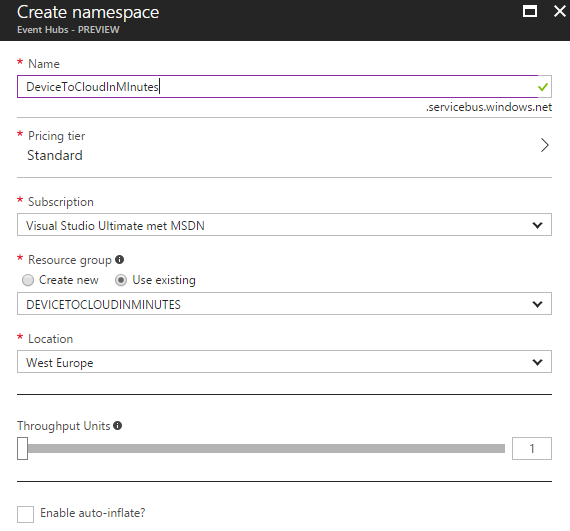 Create namespace
Event Hubs - PREVIEW
* Name
DeviceToCloudInMInutes
.servicebus.windows.net
* Pricing tier
Standard
* Subscription
Visual Studio Ultimate met MSDN
* Resource group
Create new Use existing
DEVICETOCLOUDINMINUTES
* Location
West Europe
Throughput Units
1
Enable auto-inflate?